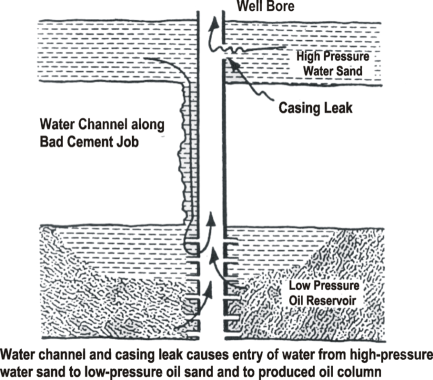 Well Bore
High Pressure
Water Sand
Casing Leak
Water Channel along
Bad Cement Job
Low Pressure
Oil Reservoir
Water channel and casing leak causes entry of water from high-pressure
water sand to low-pressure oil sand and to produced oil column